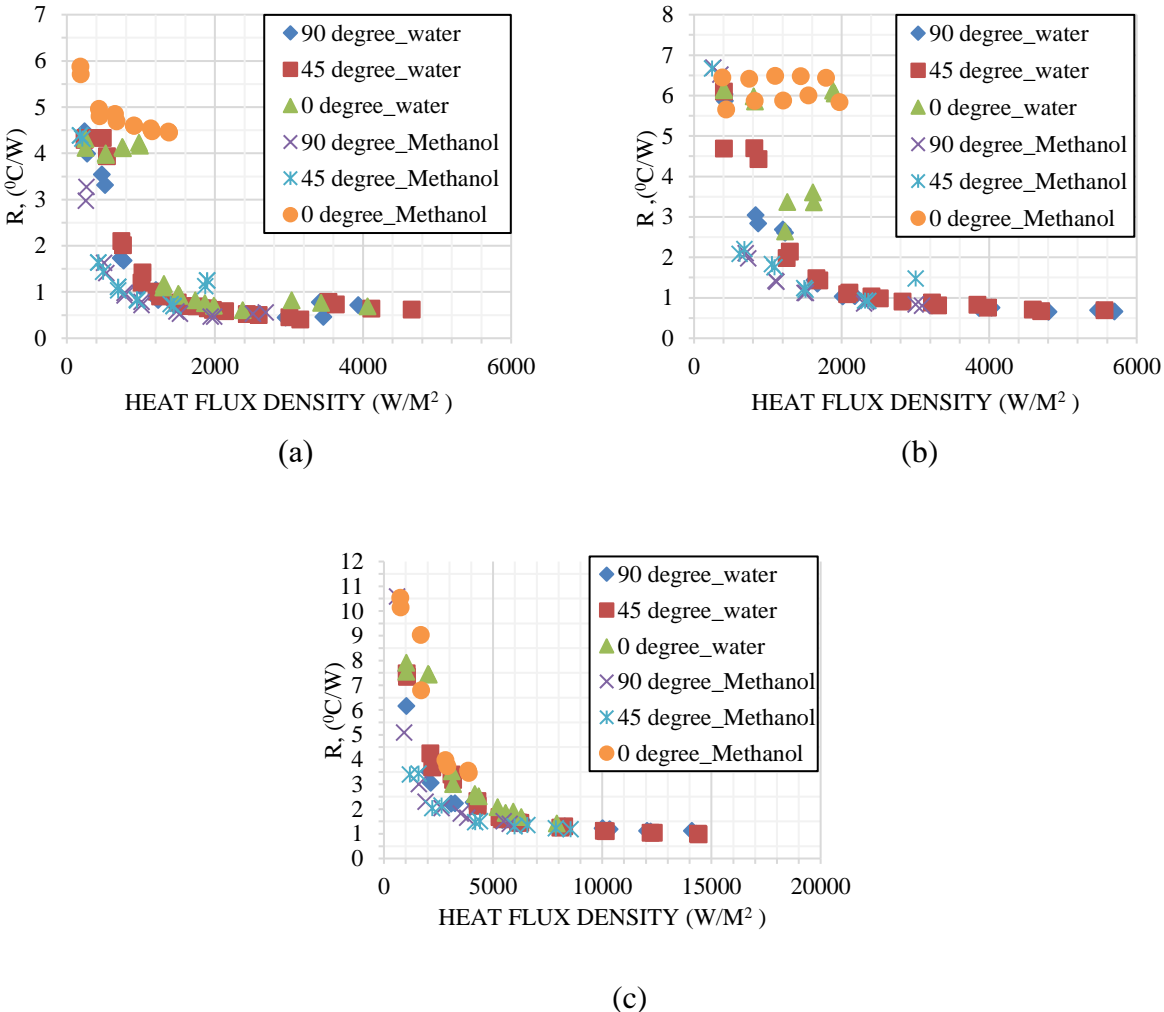 7
6
5
4
3
2
1
0
R, (⁰C/W)
0 2000 4000 6000
HEAT FLUX DENSITY (W/M² )
90 degree_water
45 degree_water
0 degree_water
90 degree_Methanol
45 degree_Methanol
0 degree_Methanol
(a)
8
7
6
5
4
3
2
1
0
R ,(⁰C/W)
0 2000 4000 6000
HEAT FLUX DENSITY (W/M² )
90 degree_water
45 degree_water
0 degree_water
90 degree_Methanol
45 degree_Methanol
0 degree_Methanol
(b)
12
11
10
9
8
7
6
5
4
3
2
1
0
R, (⁰C/W)
0 5000 10000 15000 20000
HEAT FLUX DENSITY (W/M² )
90 degree_water
45 degree_water
0 degree_water
90 degree_Methanol
45 degree_Methanol
0 degree_Methanol
(c)